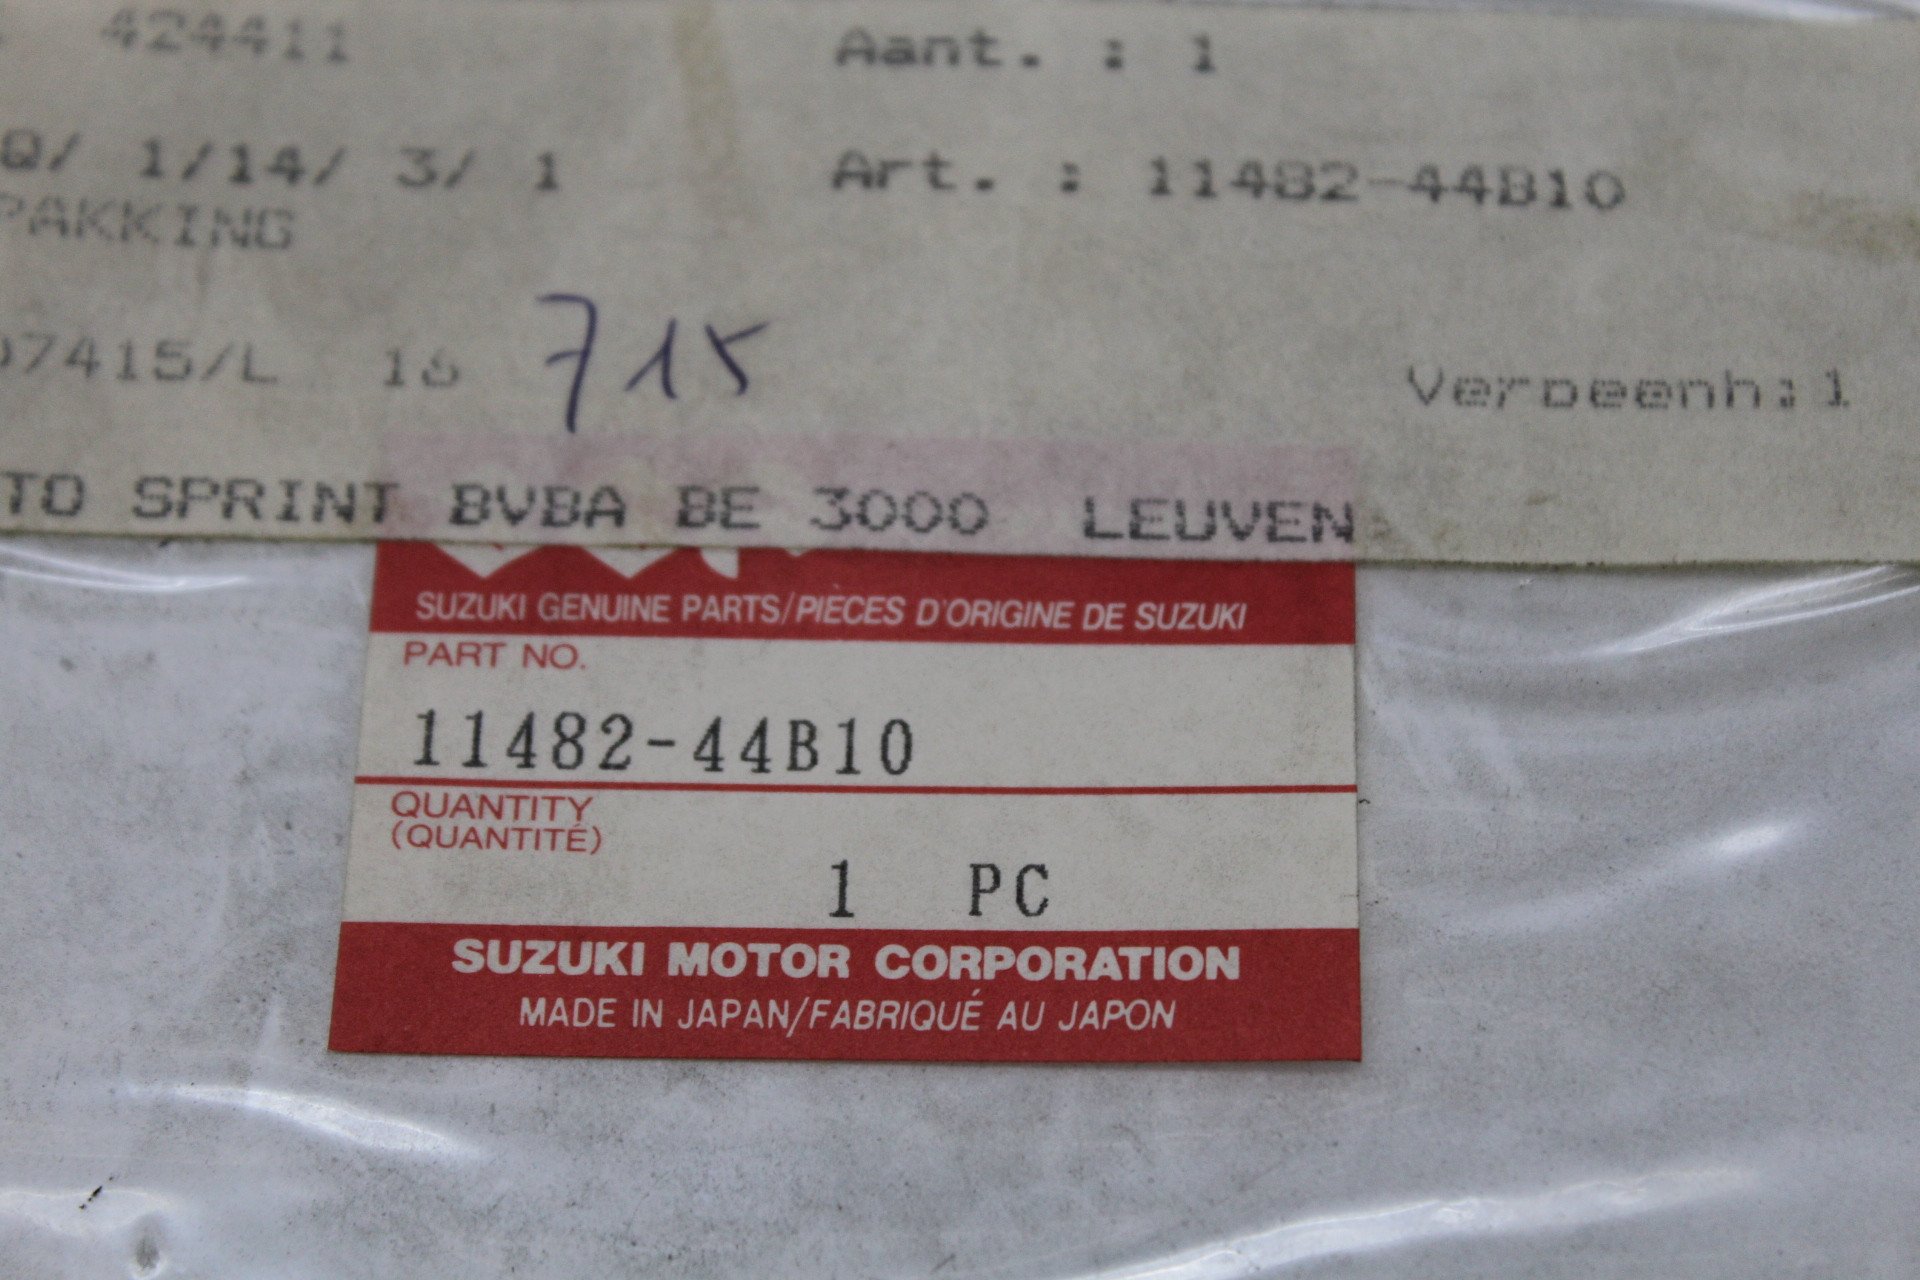 424411 Aant. : 1
Q/ 1/14/ 3/ 1 Art. : 11482-44B10
PAKKING
07415/L 16 715 Verpeenh:1
TO SPRINT BVBA BE 3000 LEUVEN
SUZUKI GENUINE PARTS/PIÈCES D'ORIGINE DE SUZUKI
PART NO.
11482-44B10
QUANTITY
(QUANTITÉ)
1 PC
SUZUKI MOTOR CORPORATION
MADE IN JAPAN/FABRIQUÉ AU JAPON